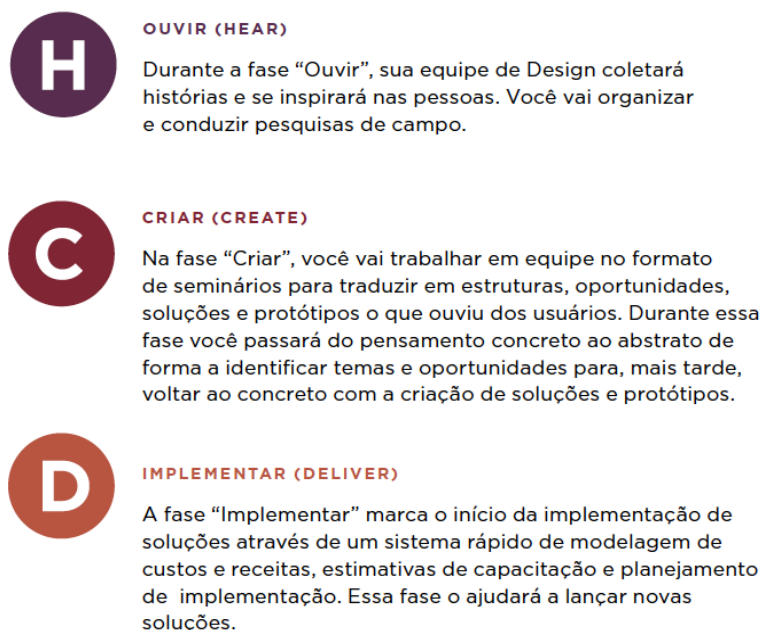 H
OUVIR (HEAR)
Durante a fase “Ouvir”, sua equipe de Design coletará
histórias e se inspirará nas pessoas. Você vai organizar
e conduzir pesquisas de campo.
C
CRIAR (CREATE)
Na fase “Criar”, você vai trabalhar em equipe no formato
de seminários para traduzir em estruturas, oportunidades,
soluções e protótipos o que ouviu dos usuários. Durante essa
fase você passará do pensamento concreto ao abstrato de
forma a identificar temas e oportunidades para, mais tarde,
voltar ao concreto com a criação de soluções e protótipos.
D
IMPLEMENTAR (DELIVER)
A fase “Implementar” marca o início da implementação de
soluções através de um sistema rápido de modelagem de
custos e receitas, estimativas de capacitação e planejamento
de implementação. Essa fase o ajudará a lançar novas
soluções.